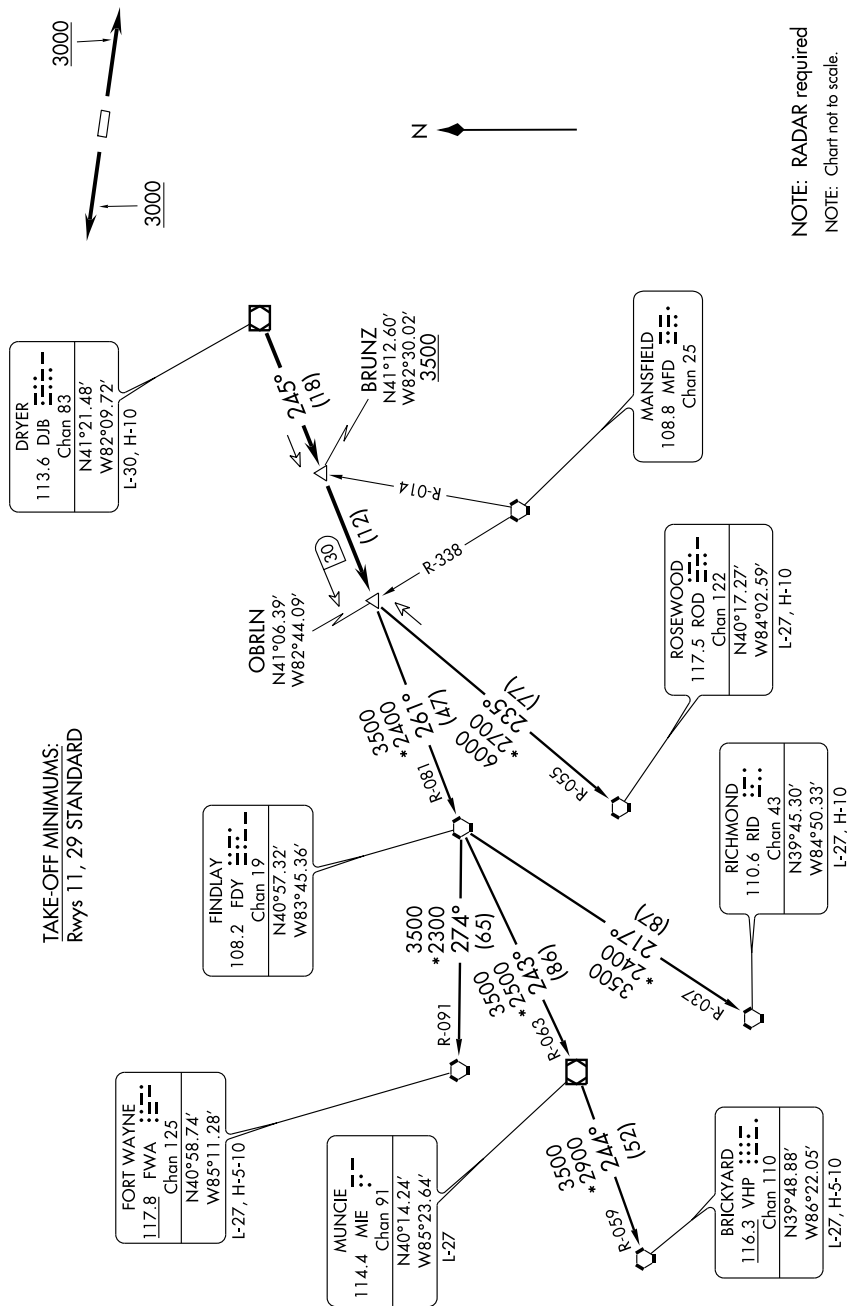 TAKE-OFF MINIMUMS:
Rwys 11, 29 STANDARD
3000
3000
N
NOTE: RADAR required
NOTE: Chart not to scale.
DRYER
113.6 DJB
Chan 83
N41°21.48′
W82°09.72′
L-30, H-10
245°
(18)
BRUNZ
N41°12.60′
W82°30.02′
3500
(12)
30
OBRLN
N41°06.39′
W82°44.09′
R-014
R-338
MANSFIELD
108.8 MFD
Chan 25
3500
*2400
261°
(47)
R-081
6000
*2700
235°
(77)
R-055
ROSEWOOD
117.5 ROD
Chan 122
N40°17.27′
W84°02.59′
L-27, H-10
FINDLAY
108.2 FDY
Chan 19
N40°57.32′
W83°45.36′
3500
*2300
274°
(65)
R-091
3500
*2500
243°
(86)
R-063
3500
*2400
217°
(87)
R-037
RICHMOND
110.6 RID
Chan 43
N39°45.30′
W84°50.33′
L-27, H-10
FORT WAYNE
117.8 FWA
Chan 125
N40°58.74′
W85°11.28′
L-27, H-5-10
MUNCIE
114.4 MIE
Chan 91
N40°14.24′
W85°23.64′
L-27
3500
*2900
244°
(52)
R-059
BRICKYARD
116.3 VHP
Chan 110
N39°48.88′
W86°22.05′
L-27, H-5-10